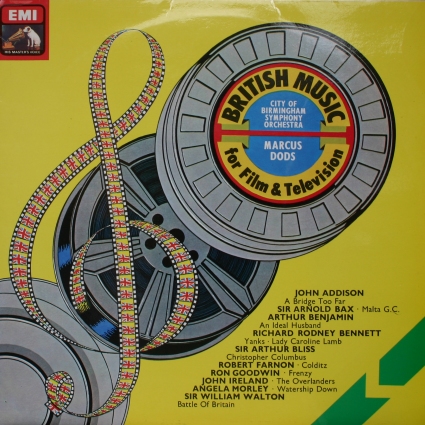 EMI
HIS MASTER'S VOICE
BRITISH MUSIC
CITY OF
BIRMINGHAM
SYMPHONY
ORCHESTRA
MARCUS
DODS
for Film & Television
JOHN ADDISON
A Bridge Too Far
SIR ARNOLD BAX · Malta G.C.
ARTHUR BENJAMIN
An Ideal Husband
RICHARD RODNEY BENNETT
Yanks · Lady Caroline Lamb
SIR ARTHUR BLISS
Christopher Columbus
ROBERT FARNON · Colditz
RON GOODWIN · Frenzy
JOHN IRELAND · The Overlanders
ANGELA MORLEY · Watership Down
SIR WILLIAM WALTON
Battle Of Britain